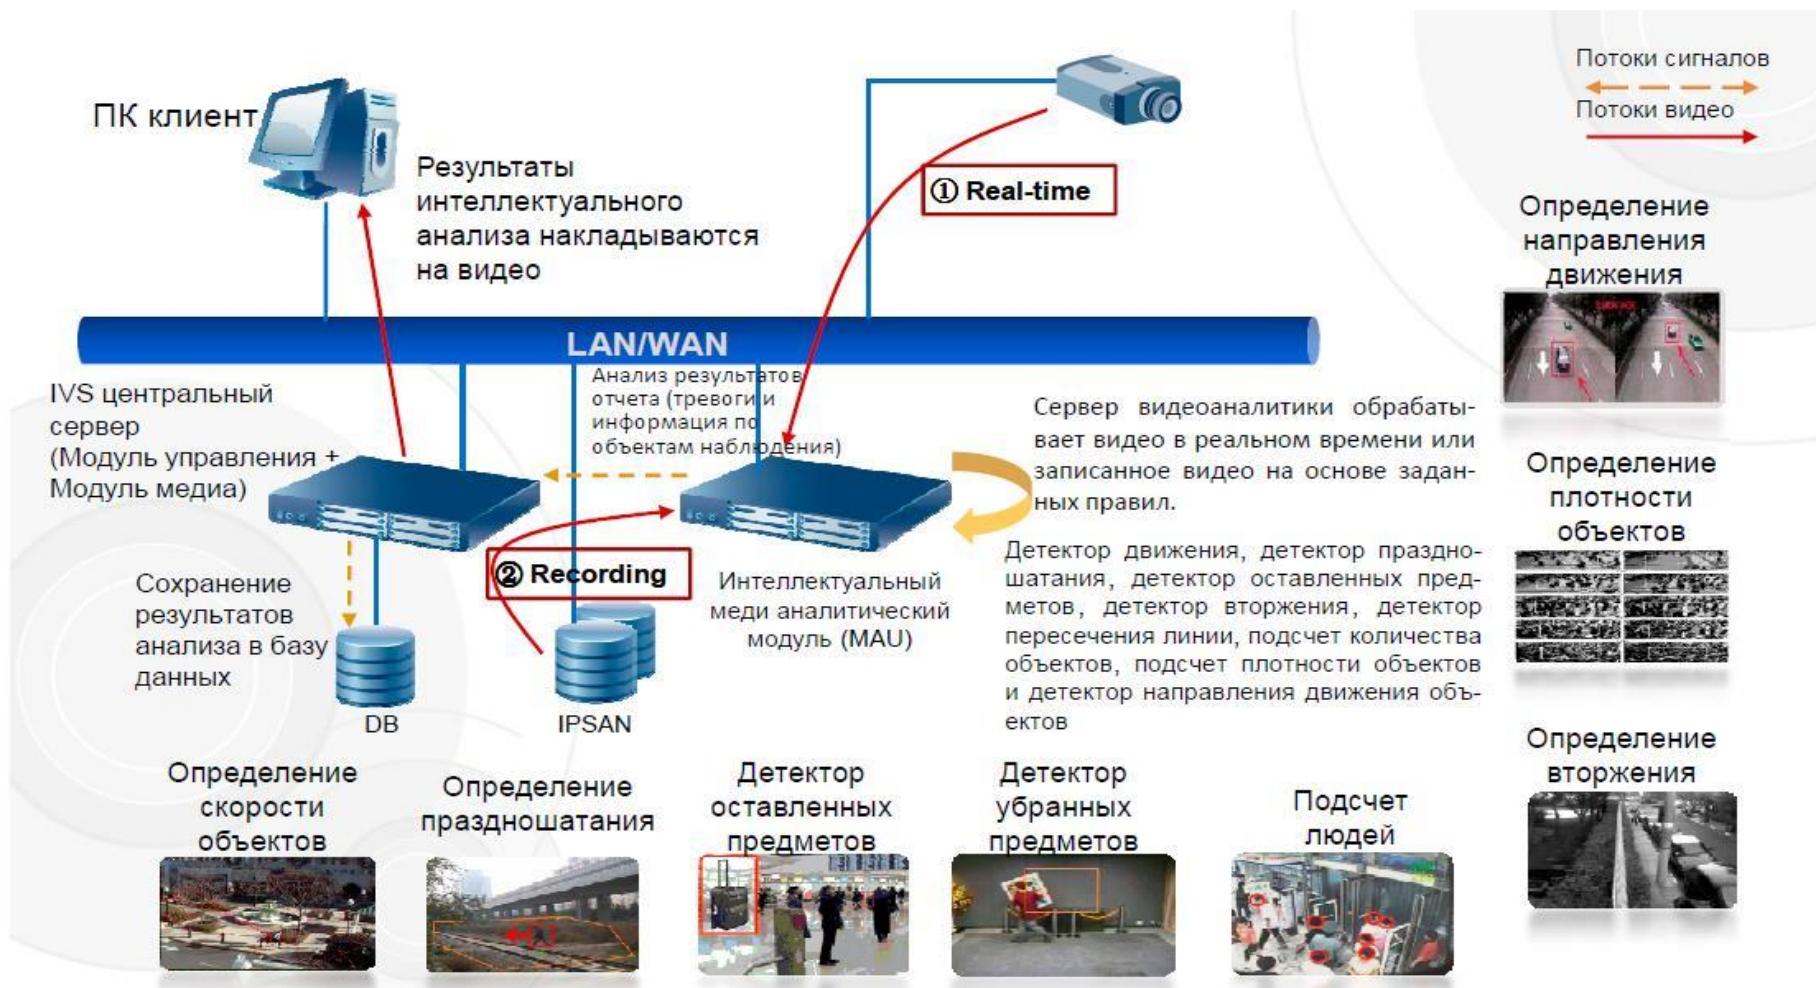 ПК клиент
Результаты
интеллектуального
анализа накладываются
на видео
① Real-time
Потоки сигналов
Потоки видео
Определение
направления
движения
LAN/WAN
IVS центральный
сервер
(Модуль управления +
Модуль медиа)
Анализ результатов
отчета (тревоги и
информация по
объектам наблюдения)
Сервер видеоаналитики обрабаты-
вает видео в реальном времени или
записанное видео на основе задан-
ных правил.
Определение
плотности
объектов
② Recording
Интеллектуальный
меди аналитический
модуль (MAU)
Детектор движения, детектор праздно-
шатания, детектор оставленных пред-
метов, детектор вторжения, детектор
пересечения линии, подсчет количества
объектов, подсчет плотности объектов
и детектор направления движения объ-
ектов
Сохранение
результатов
анализа в базу
данных
DB
IPSAN
Определение
вторжения
Определение
скорости
объектов
Определение
праздношатания
Детектор
оставленных
предметов
Детектор
убранных
предметов
Подсчет
людей